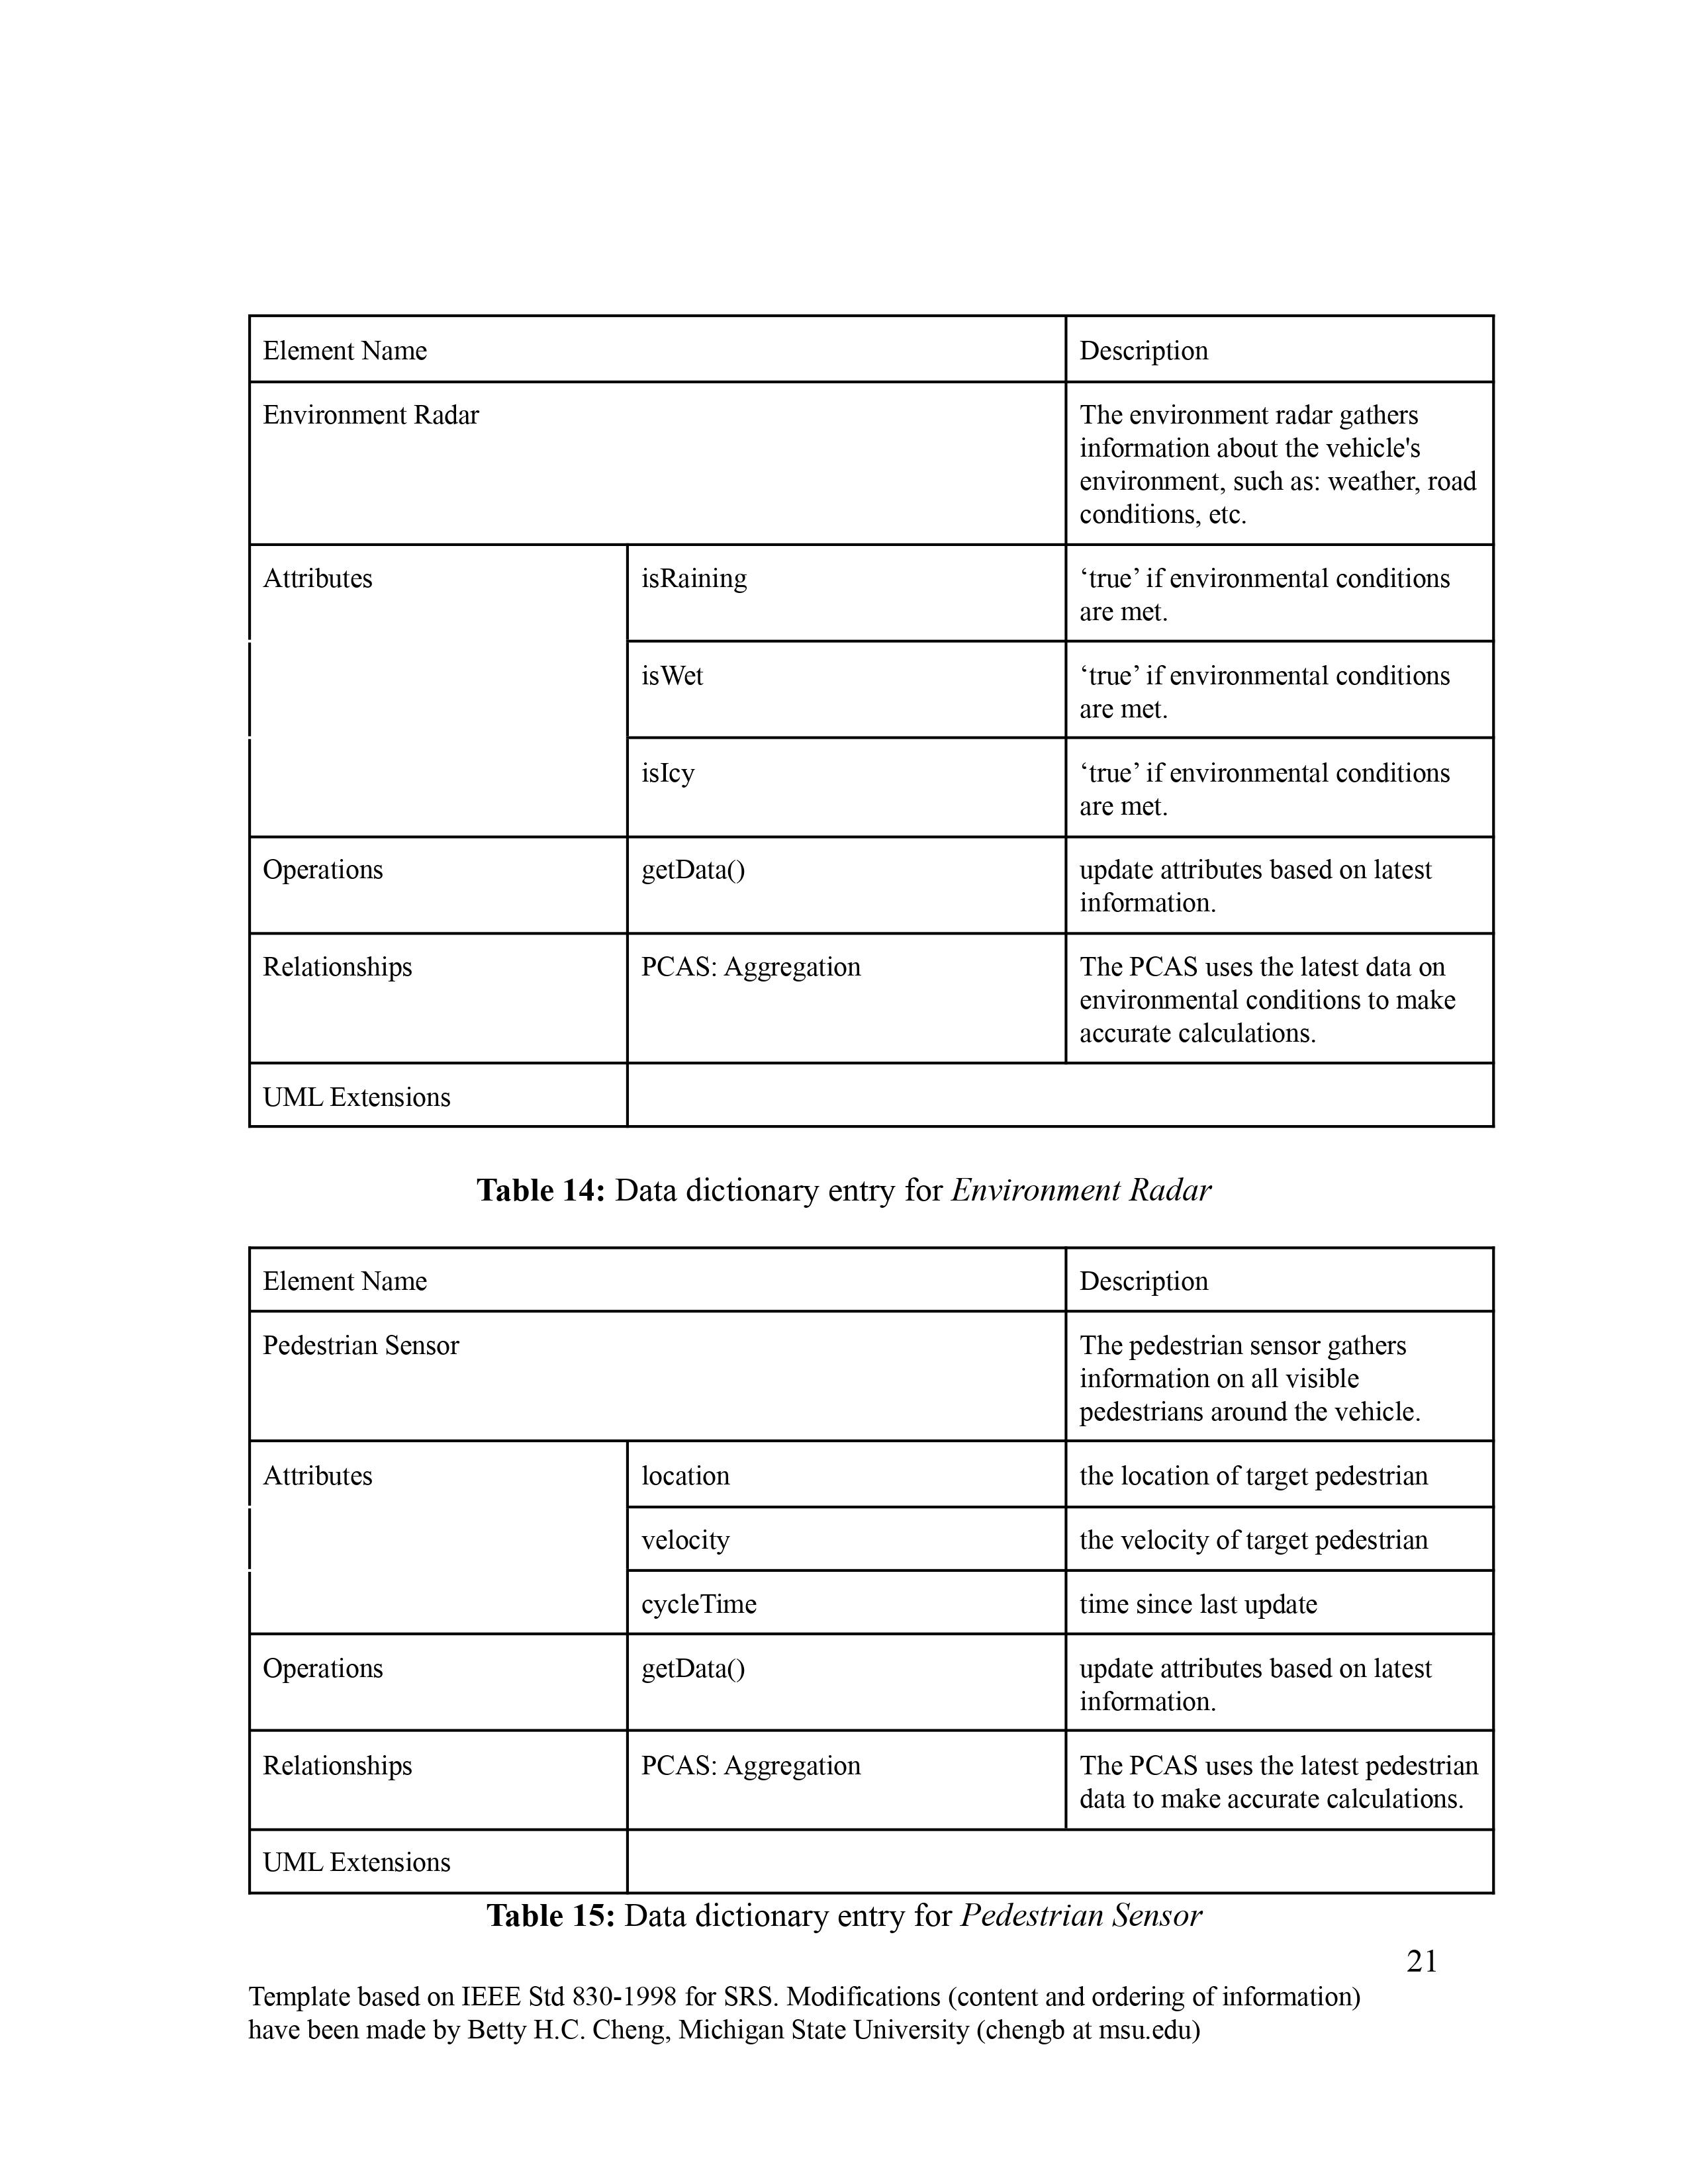 Element Name
Description
Environment Radar
The environment radar gathers
information about the vehicle's
environment, such as: weather, road
conditions, etc.
Attributes
isRaining
‘true’ if environmental conditions
are met.
isWet
‘true’ if environmental conditions
are met.
isIcy
‘true’ if environmental conditions
are met.
Operations
getData()
update attributes based on latest
information.
Relationships
PCAS: Aggregation
The PCAS uses the latest data on
environmental conditions to make
accurate calculations.
UML Extensions
Table 14: Data dictionary entry for Environment Radar
Element Name
Description
Pedestrian Sensor
The pedestrian sensor gathers
information on all visible
pedestrians around the vehicle.
Attributes
location
the location of target pedestrian
velocity
the velocity of target pedestrian
cycleTime
time since last update
Operations
getData()
update attributes based on latest
information.
Relationships
PCAS: Aggregation
The PCAS uses the latest pedestrian
data to make accurate calculations.
UML Extensions
Table 15: Data dictionary entry for Pedestrian Sensor
21
Template based on IEEE Std 830-1998 for SRS. Modifications (content and ordering of information)
have been made by Betty H.C. Cheng, Michigan State University (chengb at msu.edu)